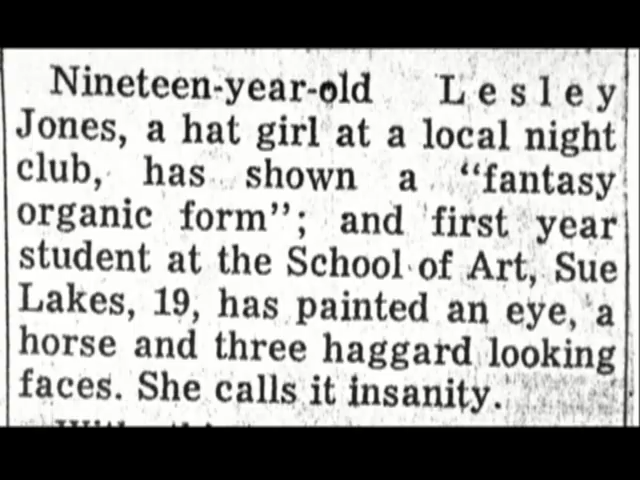 Nineteen-year-old Lesley
Jones, a hat girl at a local night
club, has shown a “fantasy
organic form”; and first year
student at the School of Art, Sue
Lakes, 19, has painted an eye, a
horse and three haggard looking
faces. She calls it insanity.